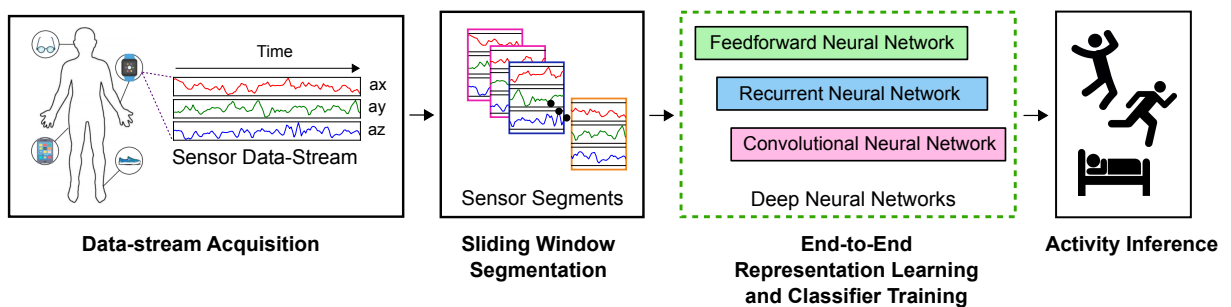 Time
ax
ay
az
Sensor Data-Stream
Data-stream Acquisition
Sensor Segments
Sliding Window
Segmentation
Feedforward Neural Network
Recurrent Neural Network
Convolutional Neural Network
Deep Neural Networks
End-to-End
Representation Learning
and Classifier Training
Activity Inference